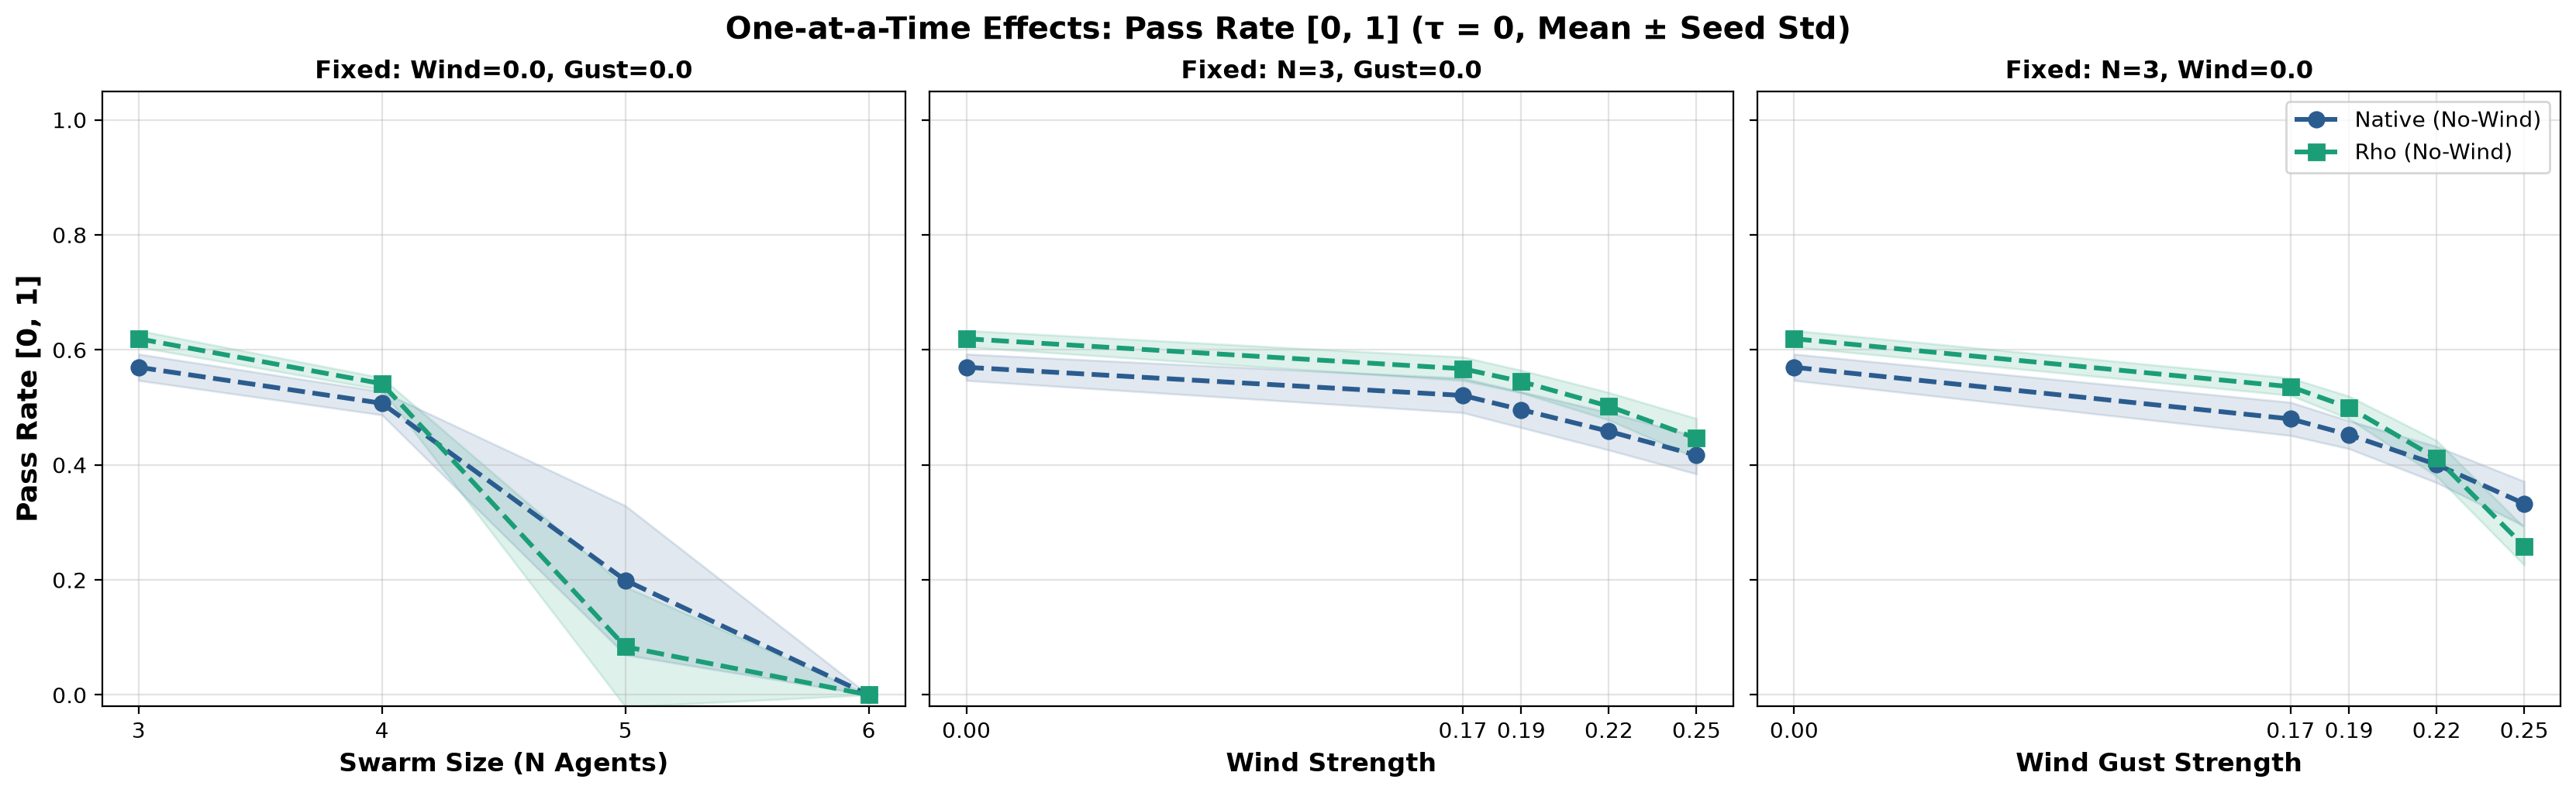 One-at-a-Time Effects: Pass Rate [0, 1] (τ = 0, Mean ± Seed Std)
Fixed: Wind=0.0, Gust=0.0
Fixed: N=3, Gust=0.0
Fixed: N=3, Wind=0.0
Pass Rate [0, 1]
1.0
0.8
0.6
0.4
0.2
0.0
3 4 5 6
Swarm Size (N Agents)
0.00 0.17 0.19 0.22 0.25
Wind Strength
Native (No-Wind)
Rho (No-Wind)
0.00 0.17 0.19 0.22 0.25
Wind Gust Strength